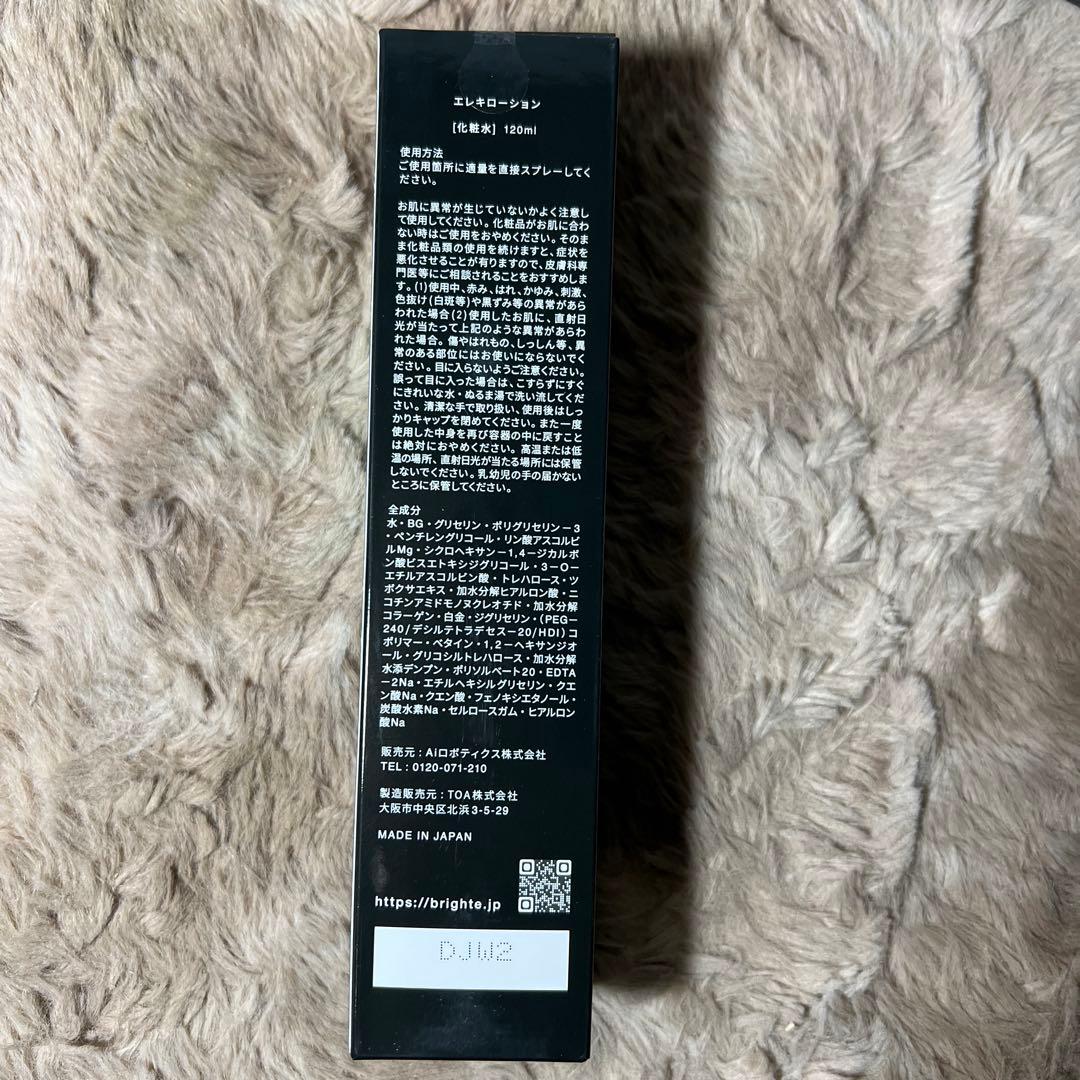 エレキローション
[化粧水] 120ml
使用方法
ご使用箇所に適量を直接スプレーしてく
ださい。
お肌に異常が生じていないかよく注意し
て使用してください。化粧品がお肌に合わ
ない時はご使用をおやめください。そのま
ま化粧品類の使用を続けますと、症状を
悪化させることが有りますので、皮膚科専
門医等にご相談されることをおすすめしま
す。(1)使用中、赤み、はれ、かゆみ、刺激、
色抜け(白斑等)や黒ずみ等の異常があら
われた場合(2)使用したお肌に、直射日
光が当たって上記のような異常があらわ
れた場合。傷やはれもの、しっしん等、異
常のある部位にはお使いにならないでく
ださい。目に入らないようご注意ください。
誤って目に入った場合は、こすらずにすぐ
にきれいな水・ぬるま湯で洗い流してくだ
さい。清潔な手で取り扱い、使用後はしっ
かりキャップを閉めてください。また一度
使用した中身を再び容器の中に戻すこと
は絶対におやめください。高温または低
温の場所、直射日光が当たる場所には保管
しないでください。乳幼児の手の届かない
ところに保管してください。
全成分
水・BG・グリセリン・ポリグリセリン－3
・ペンチレングリコール・リン酸アスコルビ
ルMg・シクロヘキサン－1,4－ジカルボ
ン酸ビスエトキシジグリコール・3－O－
エチルアスコルビン酸・トレハロース・ツ
ボクサエキス・加水分解ヒアルロン酸・ニ
コチンアミドモノヌクレオチド・加水分解
コラーゲン・白金・ジグリセリン・(PEG－
240/デシルテトラデセス－20/HDI)コ
ポリマー・ベタイン・1,2－ヘキサンジオ
ール・グリコシルトレハロース・加水分解
水添デンプン・ポリソルベート20・EDTA
－2Na・エチルヘキシルグリセリン・クエ
ン酸Na・クエン酸・フェノキシエタノール・
炭酸水素Na・セルロースガム・ヒアルロン
酸Na
販売元：Aiロボティクス株式会社
TEL：0120-071-210
製造販売元：TOA株式会社
大阪市中央区北浜3-5-29
MADE IN JAPAN
https://brighte.jp
DJW2